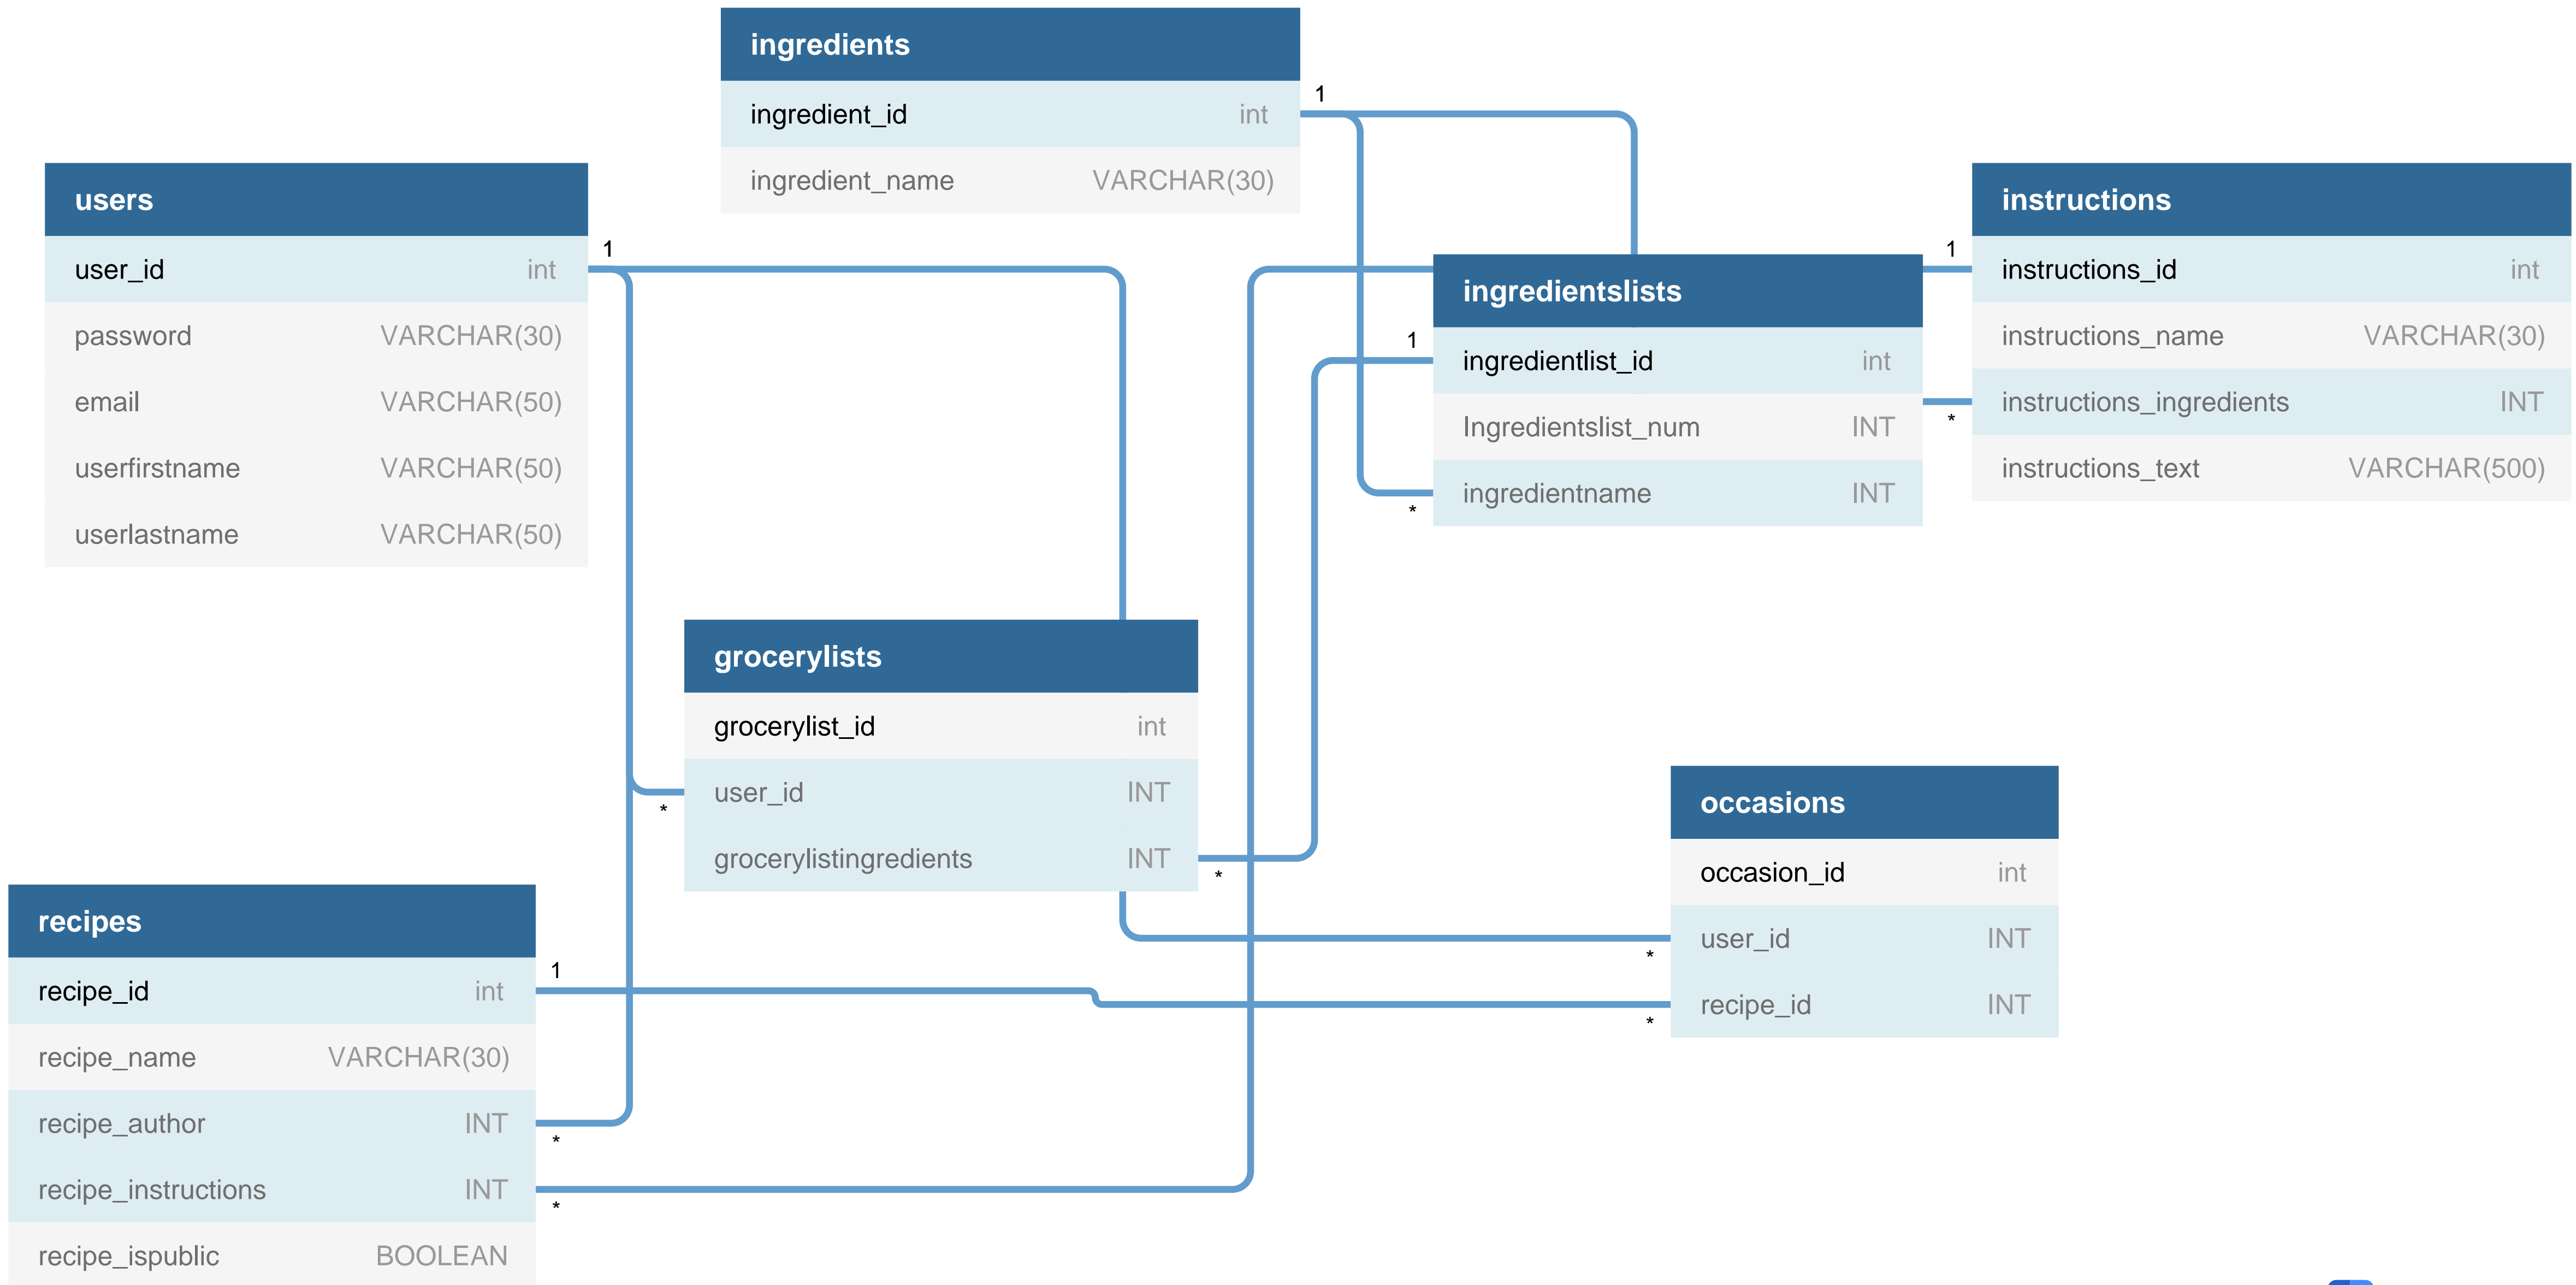 ingredients
ingredient_id int
ingredient_name VARCHAR(30)
1
users
user_id int
password VARCHAR(30)
email VARCHAR(50)
userfirstname VARCHAR(50)
userlastname VARCHAR(50)
1
ingredientslists
1
ingredientlist_id int
Ingredientslist_num INT
ingredientname INT
*
instructions
1
instructions_id int
instructions_name VARCHAR(30)
instructions_ingredients INT
*
instructions_text VARCHAR(500)
grocerylists
grocerylist_id int
user_id INT
*
grocerylistingredients INT
*
occasions
occasion_id int
user_id INT
*
recipe_id INT
*
recipes
1
recipe_id int
recipe_name VARCHAR(30)
recipe_author INT
*
recipe_instructions INT
*
recipe_ispublic BOOLEAN